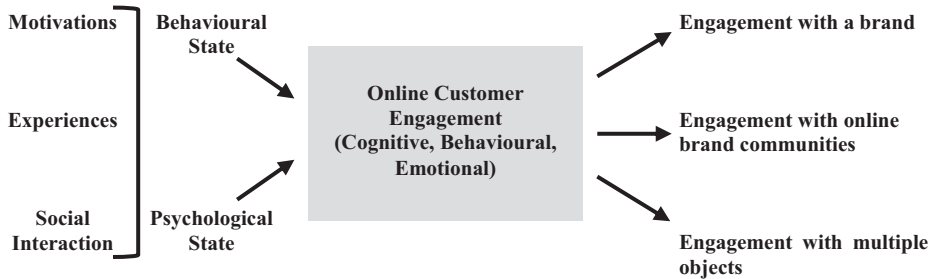 Motivations
Behavioural
State
Engagement with a brand
Experiences
Online Customer
Engagement
(Cognitive, Behavioural,
Emotional)
Engagement with online
brand communities
Social
Interaction
Psychological
State
Engagement with multiple
objects